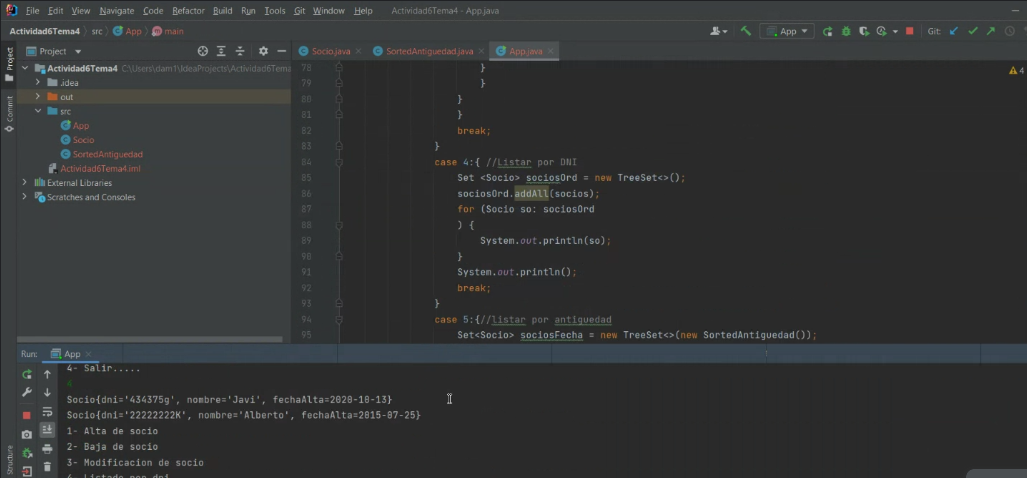 File Edit View Navigate Code Refactor Build Run Tools Git Window Help Actividad6Tema4 - App.java
Actividad6Tema4 > src > App > main App Git:
Project
Commit
Structure
Project
Actividad6Tema4 C:\Users\dam1\IdeaProjects\Actividad6Tema
.idea
out
src
App
Socio
SortedAntiguedad
Actividad6Tema4.iml
External Libraries
Scratches and Consoles
Socio.java SortedAntiguedad.java App.java
4
78 }
79 }
80 }
81 }
82 break;
83 }
84 case 4:{ //Listar por DNI
85 Set <Socio> sociosOrd = new TreeSet<>();
86 sociosOrd.addAll(socios);
87 for (Socio so: sociosOrd
88 ) {
89 System.out.println(so);
90 }
91 System.out.println();
92 break;
93 }
94 case 5:{//listar por antiguedad
95 Set<Socio> sociosFecha = new TreeSet<>(new SortedAntiguedad());
Run: App
4- Salir.....
4
Socio{dni='434375g', nombre='Javi', fechaAlta=2020-10-13}
Socio{dni='22222222K', nombre='Alberto', fechaAlta=2015-07-25}
1- Alta de socio
2- Baja de socio
3- Modificacion de socio
4- Listado por dni